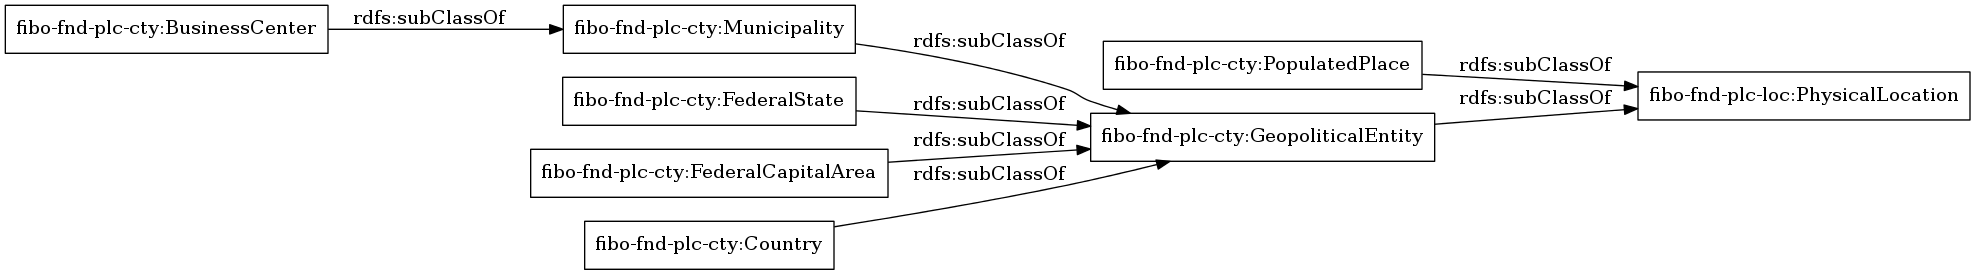 fibo-fnd-plc-cty:BusinessCenter
rdfs:subClassOf
fibo-fnd-plc-cty:Municipality
rdfs:subClassOf
fibo-fnd-plc-cty:PopulatedPlace
rdfs:subClassOf
fibo-fnd-plc-loc:PhysicalLocation
fibo-fnd-plc-cty:FederalState
rdfs:subClassOf
rdfs:subClassOf
fibo-fnd-plc-cty:GeopoliticalEntity
rdfs:subClassOf
fibo-fnd-plc-cty:FederalCapitalArea
rdfs:subClassOf
fibo-fnd-plc-cty:Country